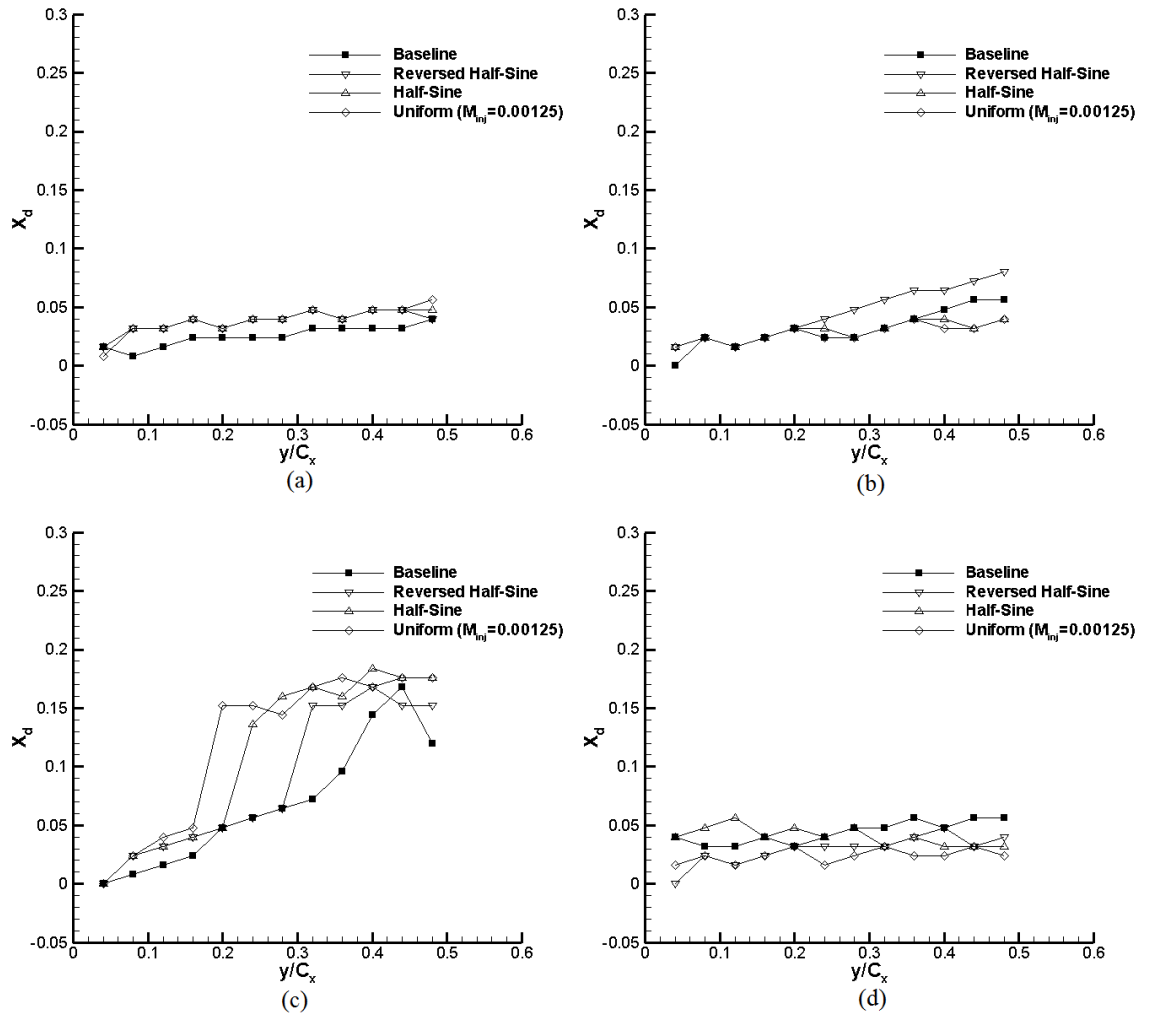 0.3
0.25
0.2
0.15
0.1
0.05
0
-0.05
X_d
0 0.1 0.2 0.3 0.4 0.5 0.6
y/C_x
Baseline
Reversed Half-Sine
Half-Sine
Uniform (M_inj=0.00125)
(a)
0.3
0.25
0.2
0.15
0.1
0.05
0
-0.05
X_d
0 0.1 0.2 0.3 0.4 0.5 0.6
y/C_x
Baseline
Reversed Half-Sine
Half-Sine
Uniform (M_inj=0.00125)
(b)
0.3
0.25
0.2
0.15
0.1
0.05
0
-0.05
X_d
0 0.1 0.2 0.3 0.4 0.5 0.6
y/C_x
Baseline
Reversed Half-Sine
Half-Sine
Uniform (M_inj=0.00125)
(c)
0.3
0.25
0.2
0.15
0.1
0.05
0
-0.05
X_d
0 0.1 0.2 0.3 0.4 0.5 0.6
y/C_x
Baseline
Reversed Half-Sine
Half-Sine
Uniform (M_inj=0.00125)
(d)